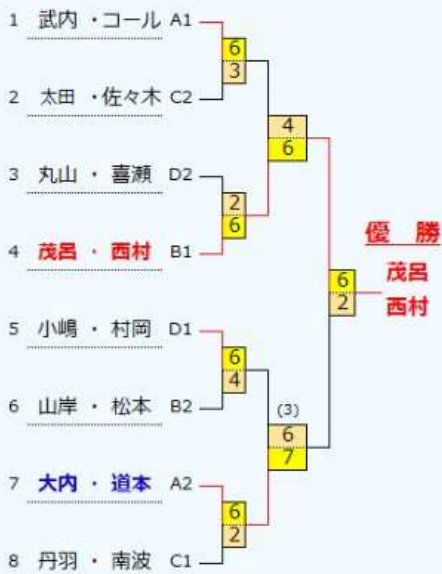 1 武内 ・コール A1
6
3
2 太田 ・佐々木 C2
4
6
3 丸山 ・ 喜瀬 D2
2
6
4 茂呂 ・ 西村 B1
優 勝
茂呂
西村
6
2
5 小嶋 ・ 村岡 D1
6
4
6 山岸 ・ 松本 B2
(3)
6
7
7 大内 ・ 道本 A2
6
2
8 丹羽 ・ 南波 C1